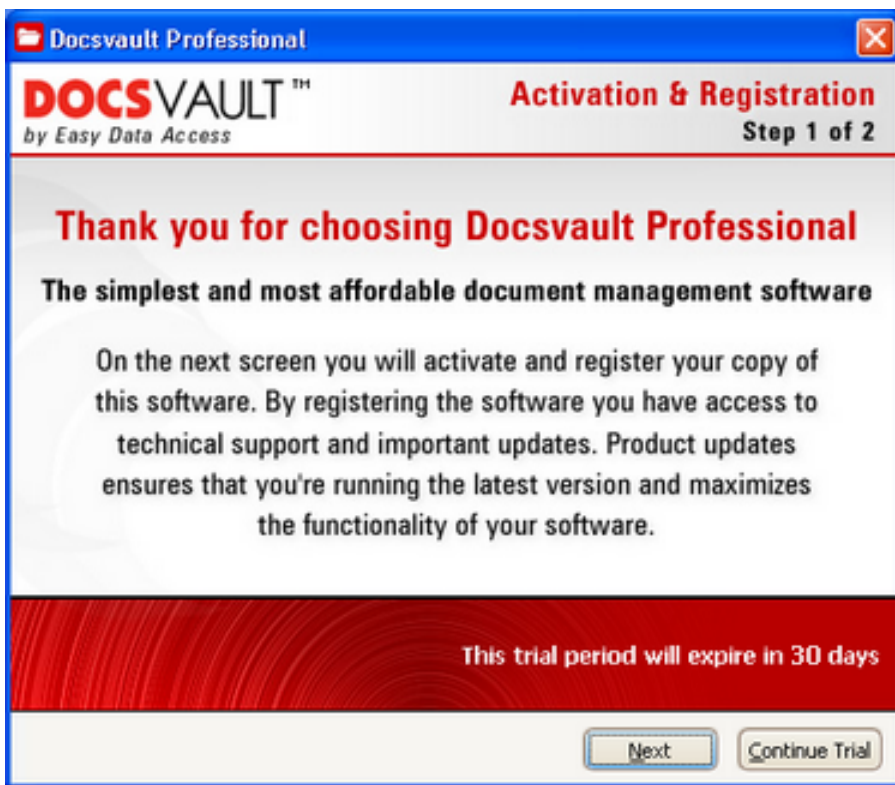 Docsvault Professional
DOCSVAULT™
by Easy Data Access
Activation & Registration
Step 1 of 2
Thank you for choosing Docsvault Professional
The simplest and most affordable document management software
On the next screen you will activate and register your copy of
this software. By registering the software you have access to
technical support and important updates. Product updates
ensures that you're running the latest version and maximizes
the functionality of your software.
This trial period will expire in 30 days
Next
Continue Trial